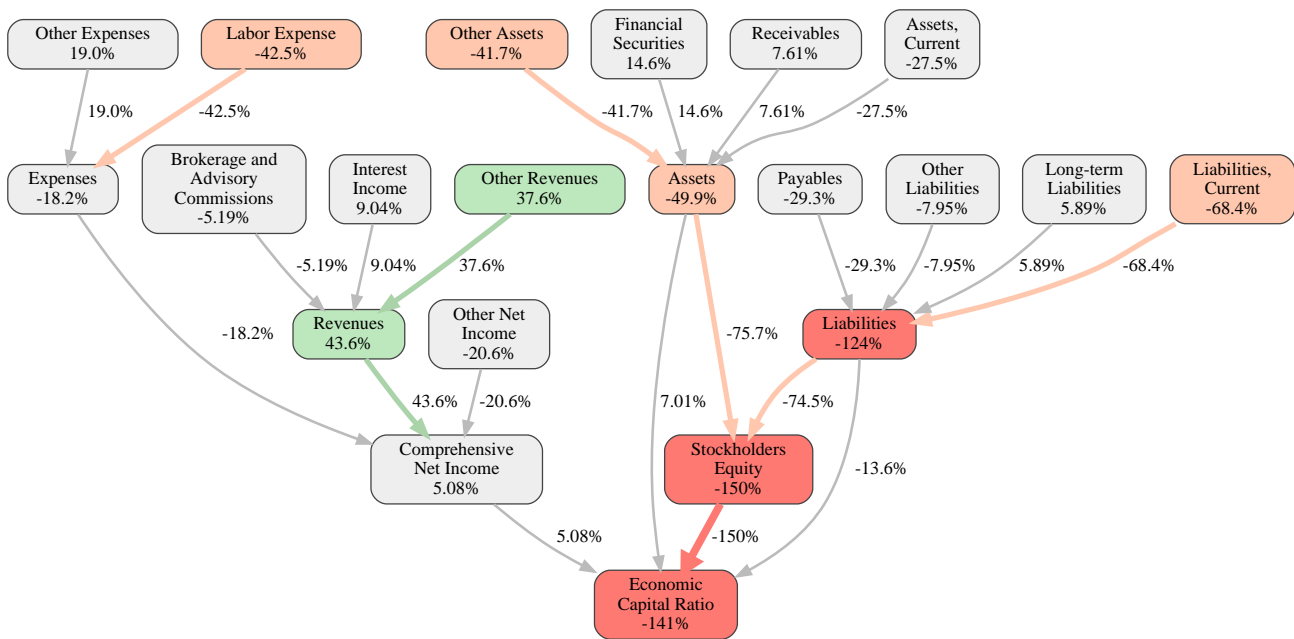 Other Expenses
19.0%
Labor Expense
-42.5%
Other Assets
-41.7%
Financial
Securities
14.6%
Receivables
7.61%
Assets,
Current
-27.5%
19.0%
-42.5%
-41.7%
14.6%
7.61%
-27.5%
Expenses
-18.2%
Brokerage and
Advisory
Commissions
-5.19%
Interest
Income
9.04%
Other Revenues
37.6%
Assets
-49.9%
Payables
-29.3%
Other
Liabilities
-7.95%
Long-term
Liabilities
5.89%
Liabilities,
Current
-68.4%
-5.19%
9.04%
37.6%
-29.3%
-7.95%
5.89%
-68.4%
-18.2%
Revenues
43.6%
Other Net
Income
-20.6%
-75.7%
Liabilities
-124%
43.6%
-20.6%
7.01%
-74.5%
Comprehensive
Net Income
5.08%
Stockholders
Equity
-150%
-13.6%
5.08%
-150%
Economic
Capital Ratio
-141%